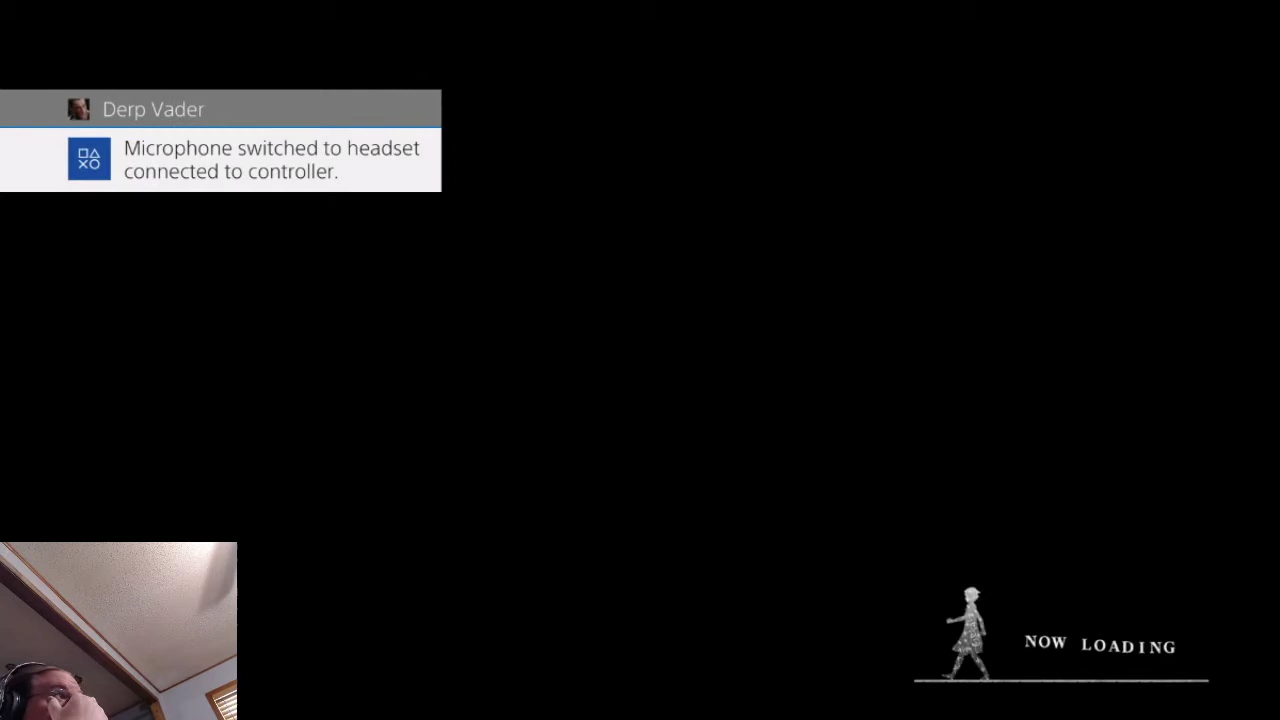 Derp Vader
Microphone switched to headset
connected to controller.
NOW LOADING